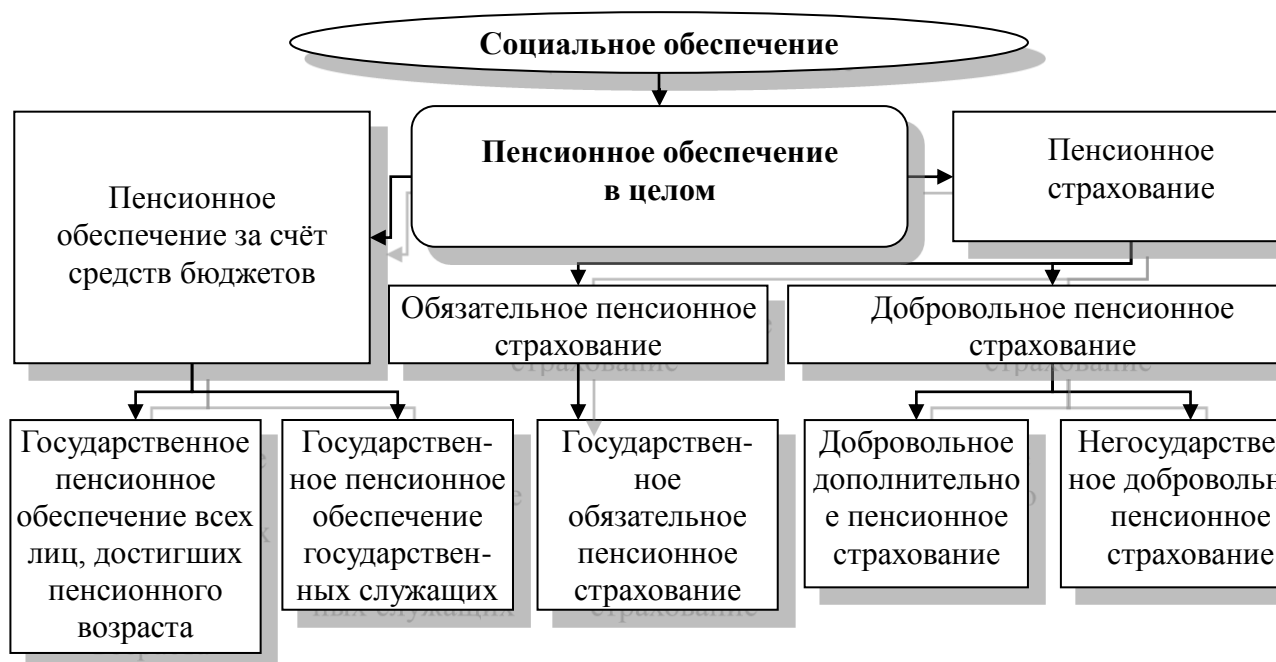 Социальное обеспечение
Пенсионное обеспечение
в целом
Пенсионное
страхование
Пенсионное
обеспечение за счёт
средств бюджетов
Обязательное пенсионное
страхование
Добровольное пенсионное
страхование
Государственное
пенсионное
обеспечение всех
лиц, достигших
пенсионного
возраста
Государствен-
ное пенсионное
обеспечение
государствен-
ных служащих
Государствен-
ное
обязательное
пенсионное
страхование
Добровольное
дополнительно
е пенсионное
страхование
Негосударствен
ное добровольн
пенсионное
страхование